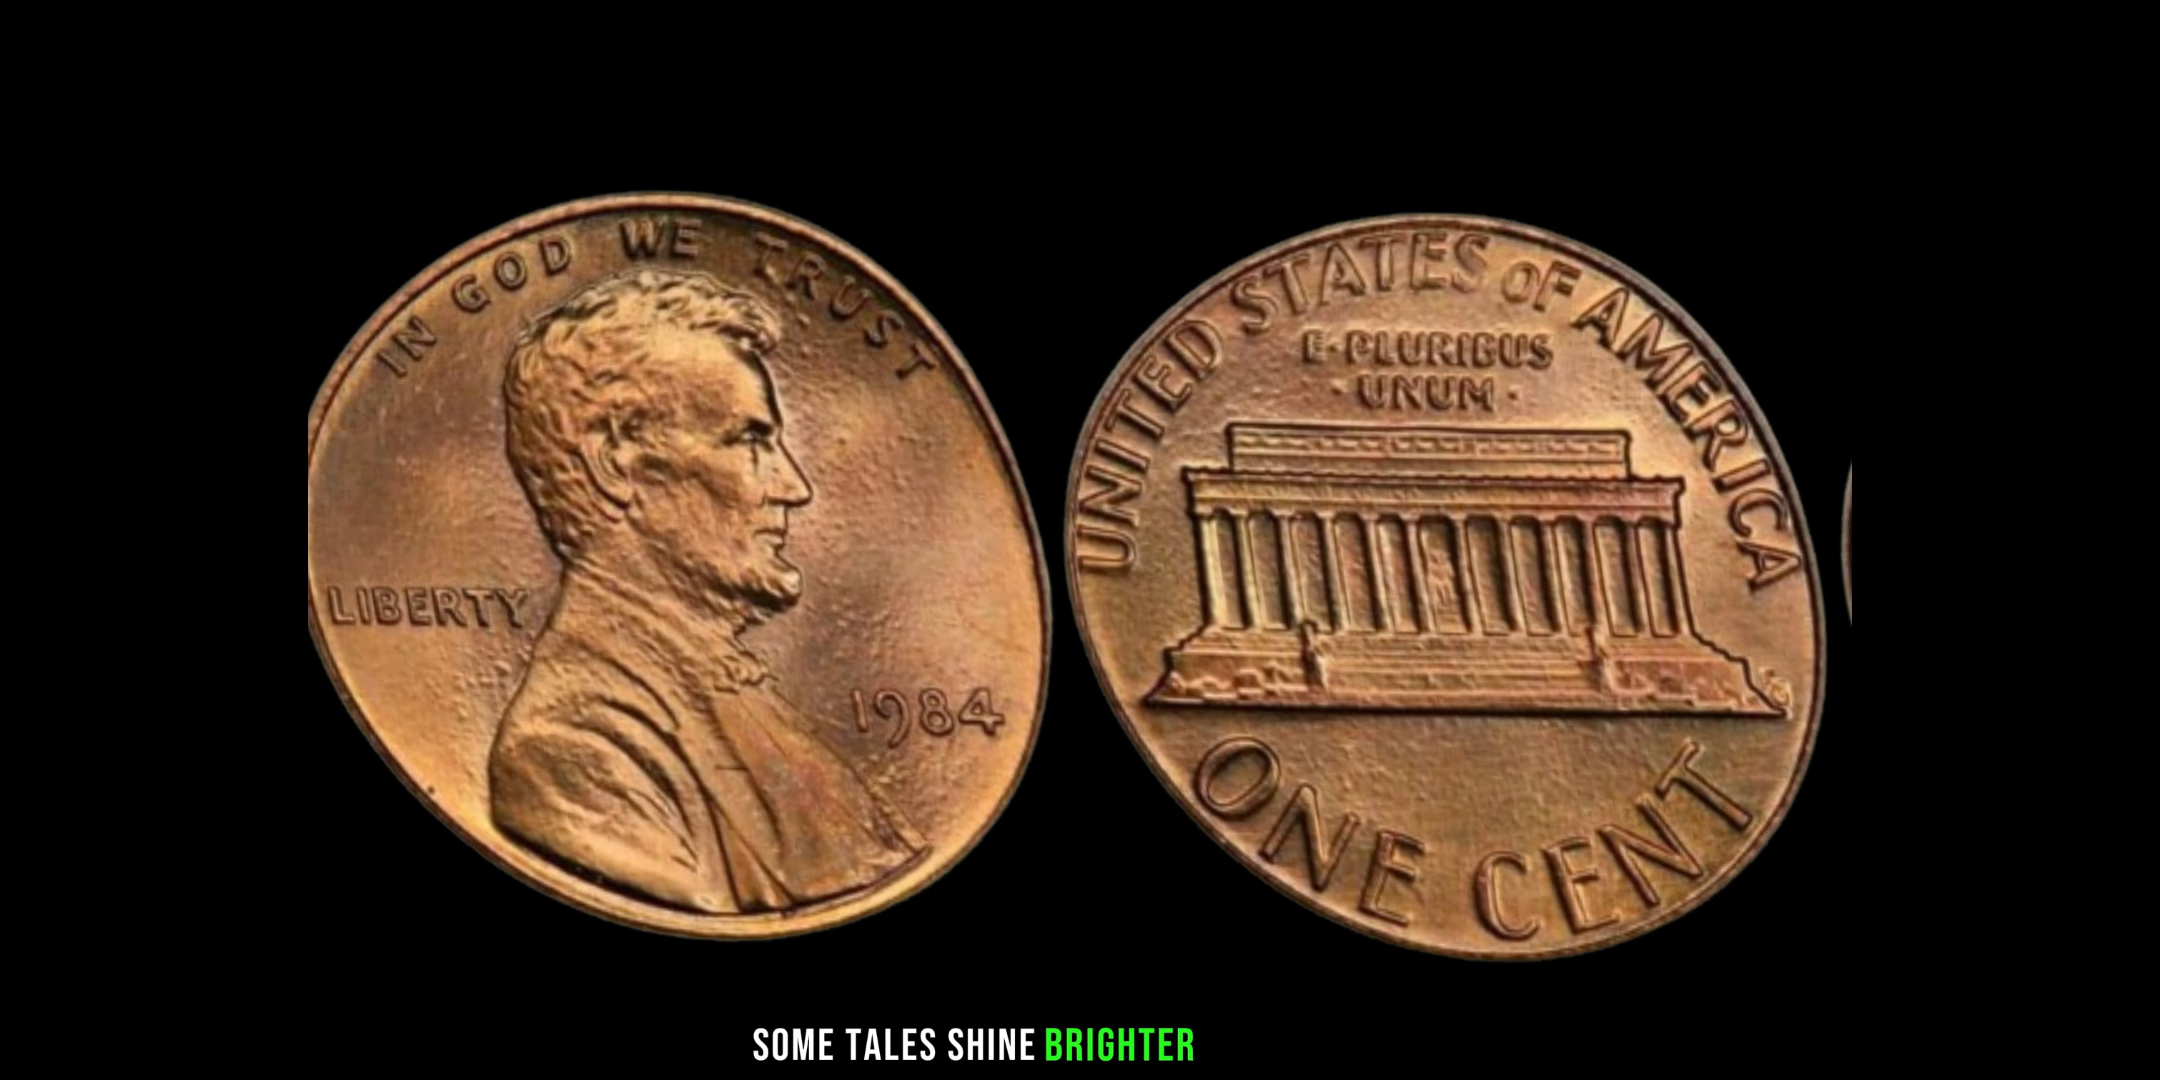 IN GOD WE TRUST
LIBERTY
1984
UNITED STATES OF AMERICA
E·PLURIBUS
·UNUM·
ONE CENT
SOME TALES SHINE BRIGHTER